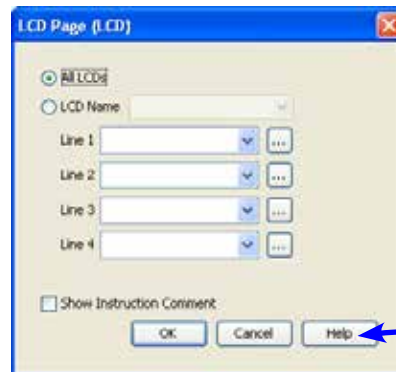 LCD Page (LCD)
All LCDs
LCD Name
Line 1 ...
Line 2 ...
Line 3 ...
Line 4 ...
Show Instruction Comment
OK Cancel Help